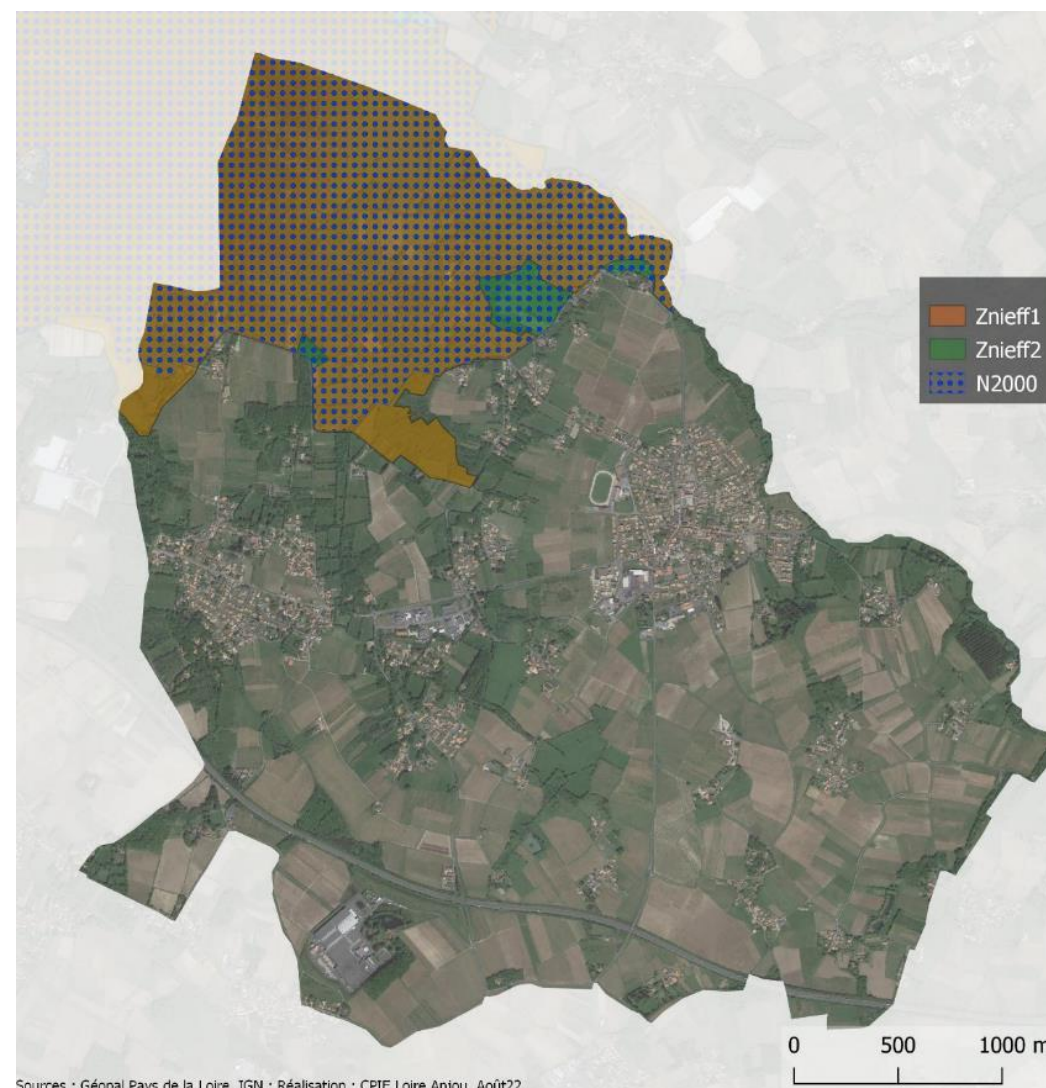 Znieff1
Znieff2
N2000
0 500 1000 m
Sources : Géopal Pays de la Loire, IGN ; Réalisation : CPIE Loire Anjou, Août22